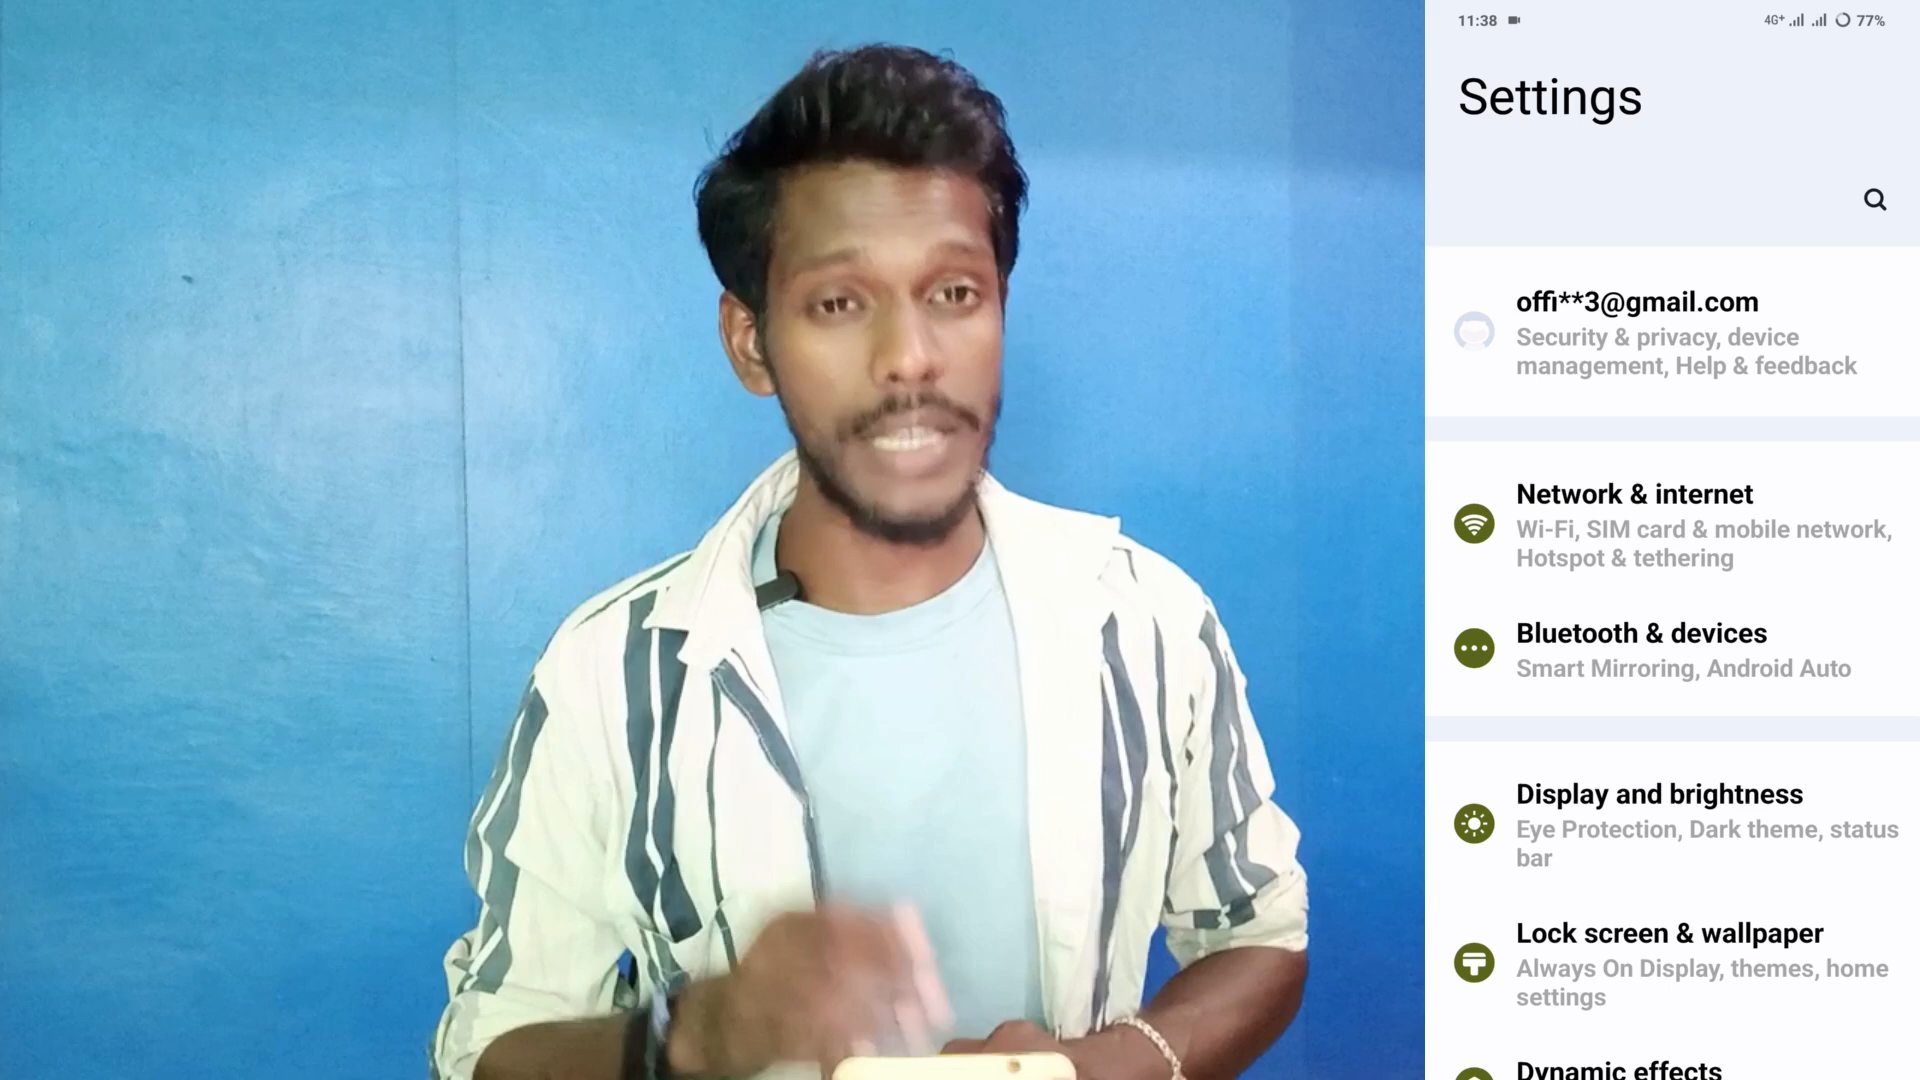 11:38
4G+ 77%
Settings
offi**3@gmail.com
Security & privacy, device
management, Help & feedback
Network & internet
Wi-Fi, SIM card & mobile network,
Hotspot & tethering
Bluetooth & devices
Smart Mirroring, Android Auto
Display and brightness
Eye Protection, Dark theme, status
bar
Lock screen & wallpaper
Always On Display, themes, home
settings
Dynamic effects